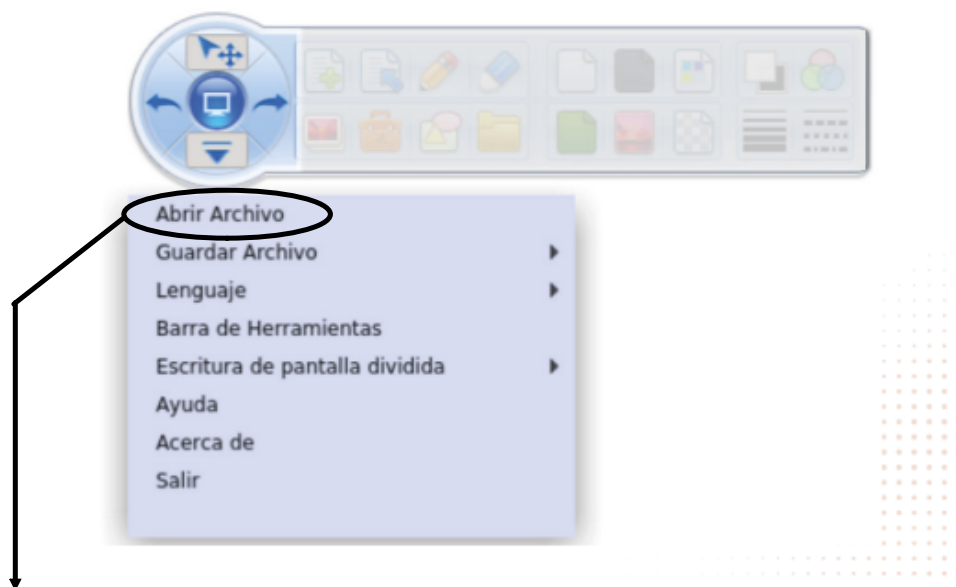 Abrir Archivo
Guardar Archivo
Lenguaje
Barra de Herramientas
Escritura de pantalla dividida
Ayuda
Acerca de
Salir